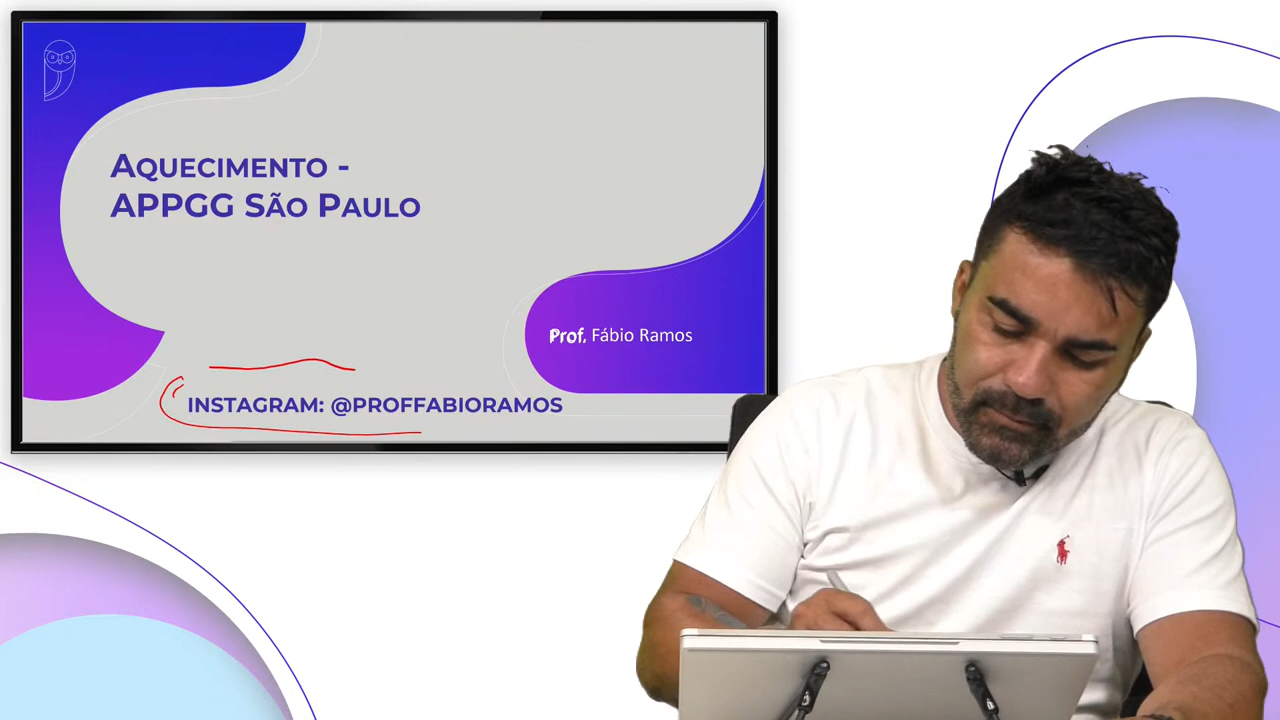 Aquecimento -
APPGG São Paulo
Prof. Fábio Ramos
INSTAGRAM: @PROFFABIORAMOS